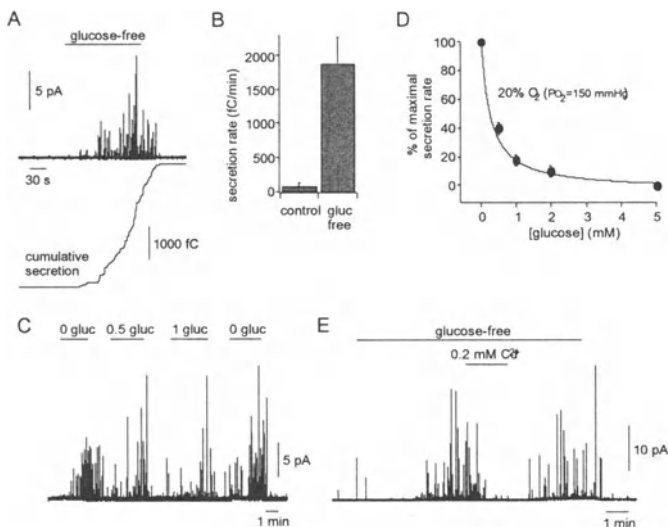 A
glucose-free
5 pA
30 s
cumulative secretion
1000 fC
B
secretion rate (fC/min)
2000
1500
1000
500
0
control
gluc free
D
% of maximal secretion rate
100
80
60
40
20
0
20% O2 (PO2=150 mmHg)
0 1 2 3 4 5
[glucose] (mM)
C
0 gluc 0.5 gluc 1 gluc 0 gluc
5 pA
1 min
E
glucose-free
0.2 mM Cd2+
10 pA
1 min